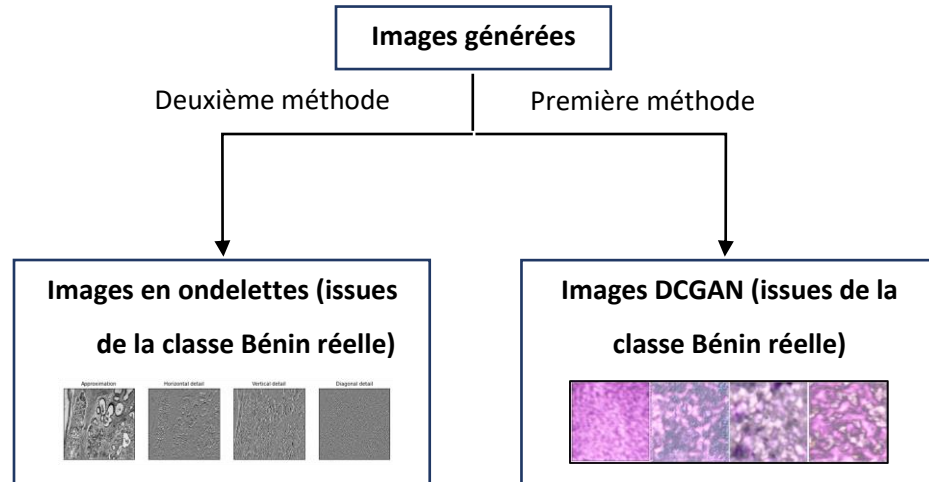 Images générées
Deuxième méthode
Première méthode
Images en ondelettes (issues
de la classe Bénin réelle)
Approximation
Horizontal detail
Vertical detail
Diagonal detail
Images DCGAN (issues de la
classe Bénin réelle)